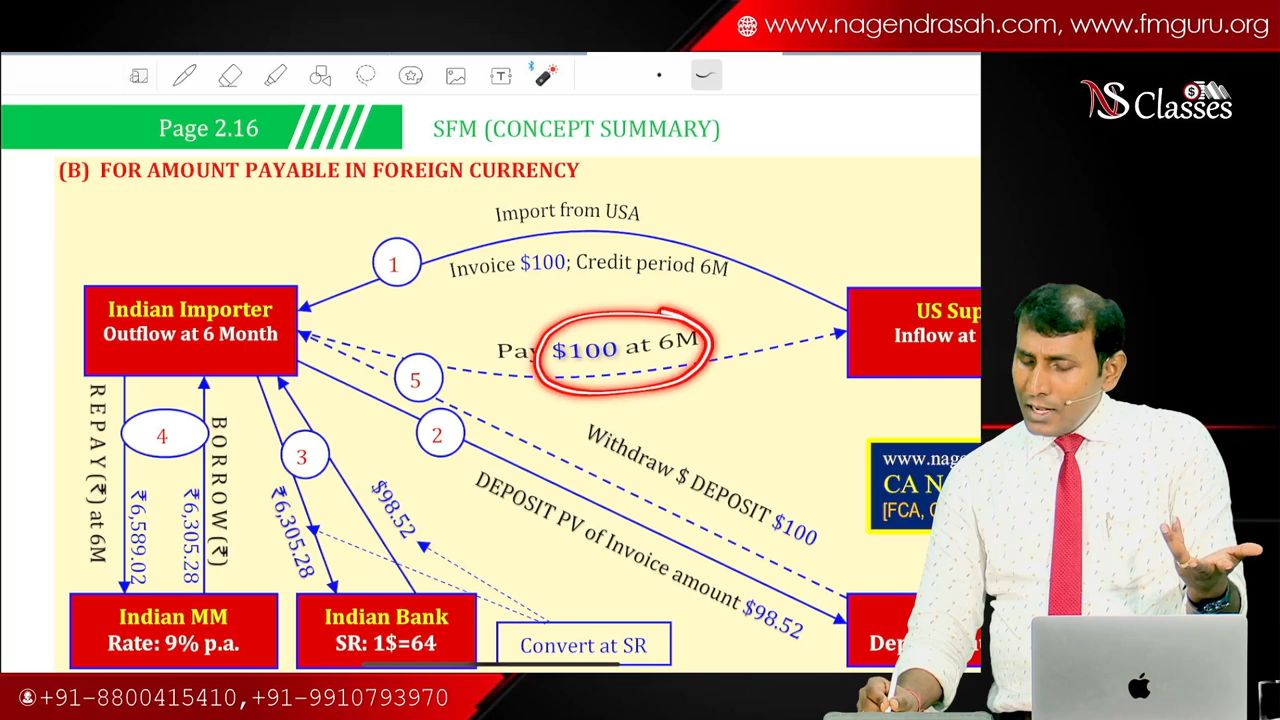 www.nagendrasah.com, www.fmguru.org
NS Classes
Page 2.16
SFM (CONCEPT SUMMARY)
(B) FOR AMOUNT PAYABLE IN FOREIGN CURRENCY
Import from USA
1
Invoice $100; Credit period 6M
Indian Importer
Outflow at 6 Month
US Sup
Inflow at
Pay $100 at 6M
5
2
Withdraw $ DEPOSIT $100
DEPOSIT PV of Invoice amount $98.52
REPAY(₹) at 6M
4
BORROW(₹)
₹6,589.02
₹6,305.28
3
₹6,305.28
$98.52
www.nage
CA N
[FCA, C
Indian MM
Rate: 9% p.a.
Indian Bank
SR: 1$=64
Convert at SR
Dep
+91-8800415410,+91-9910793970